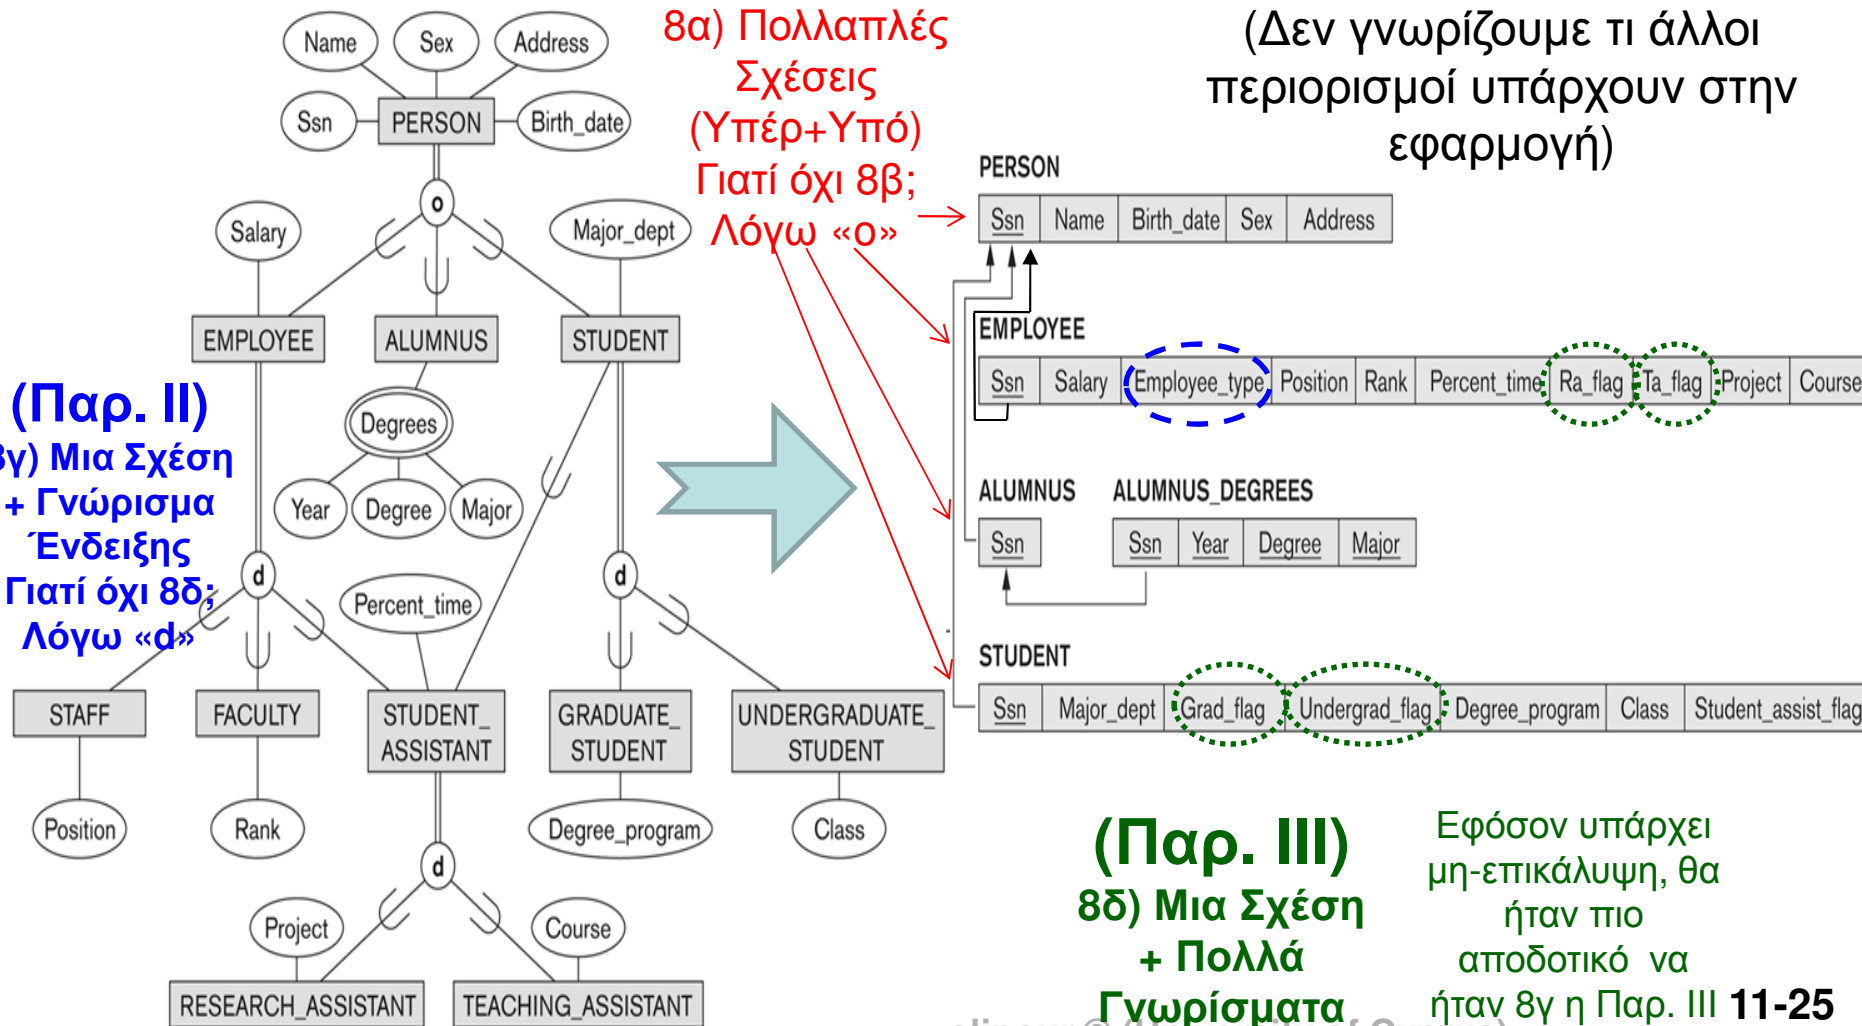 Name
Sex
Address
Ssn
PERSON
Birth_date
o
Salary
Major_dept
EMPLOYEE
ALUMNUS
STUDENT
Degrees
Year
Degree
Major
d
d
Percent_time
STAFF
FACULTY
STUDENT_
ASSISTANT
GRADUATE_
STUDENT
UNDERGRADUATE_
STUDENT
Position
Rank
Degree_program
Class
d
Project
Course
RESEARCH_ASSISTANT
TEACHING_ASSISTANT
(Παρ. II)
8γ) Μια Σχέση
+ Γνώρισμα
Ένδειξης
Γιατί όχι 8δ;
Λόγω «d»
8α) Πολλαπλές
Σχέσεις
(Υπέρ+Υπό)
Γιατί όχι 8β;
Λόγω «ο»
(Δεν γνωρίζουμε τι άλλοι
περιορισμοί υπάρχουν στην
εφαρμογή)
PERSON
Ssn Name Birth_date Sex Address
EMPLOYEE
Ssn Salary Employee_type Position Rank Percent_time Ra_flag Ta_flag Project Course
ALUMNUS ALUMNUS_DEGREES
Ssn Ssn Year Degree Major
STUDENT
Ssn Major_dept Grad_flag Undergrad_flag Degree_program Class Student_assist_flag
(Παρ. III)
8δ) Μια Σχέση
+ Πολλά
Γνωρίσματα
Εφόσον υπάρχει
μη-επικάλυψη, θα
ήταν πιο
αποδοτικό να
ήταν 8γ η Παρ. III
11-25